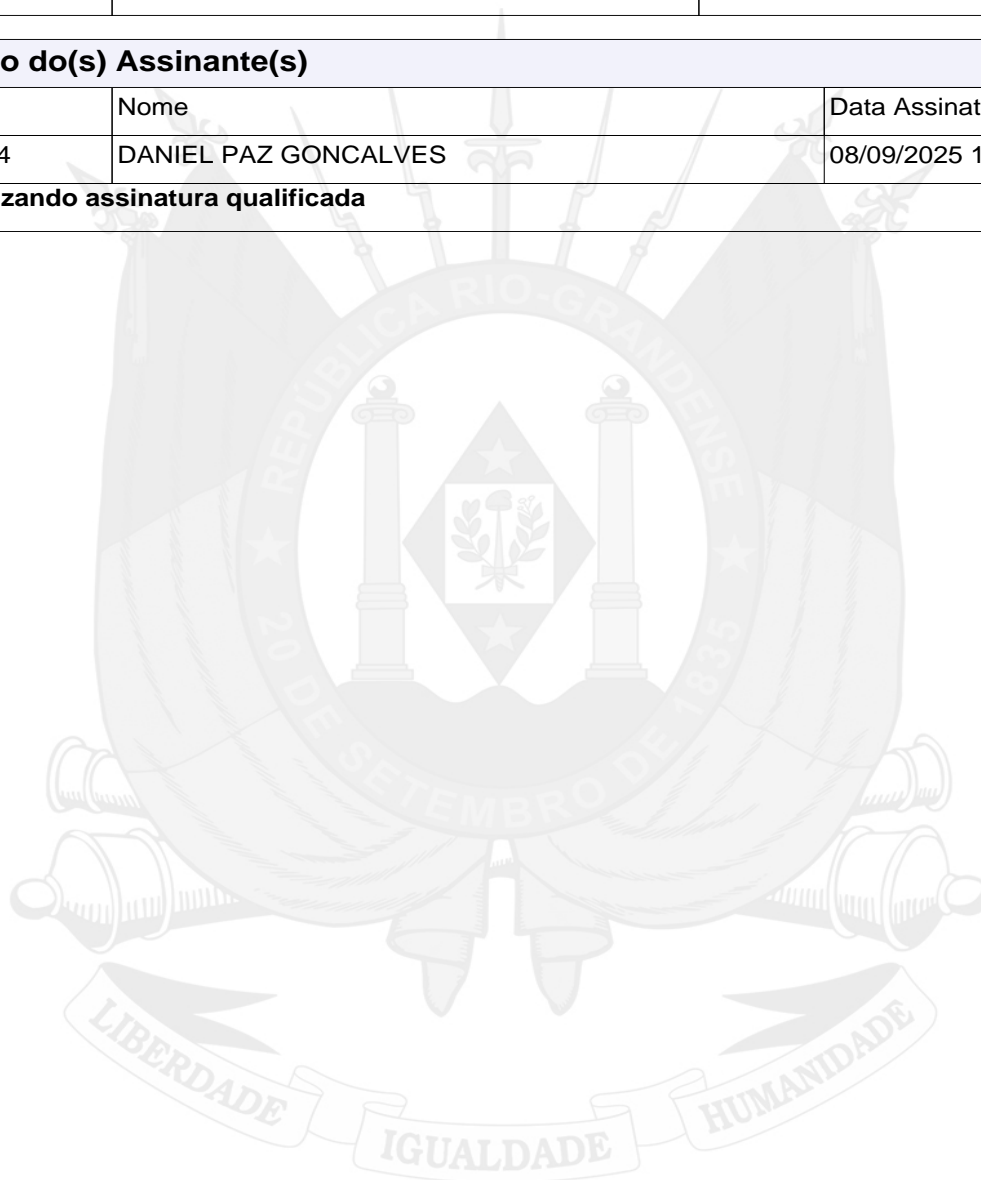 o do(s) Assinante(s)
Nome
Data Assinat
4
DANIEL PAZ GONCALVES
08/09/2025 1
zando assinatura qualificada
REPÚBLICA RIO-GRANDENSE
20 DE SETEMBRO DE 1835
LIBERDADE
IGUALDADE
HUMANIDADE